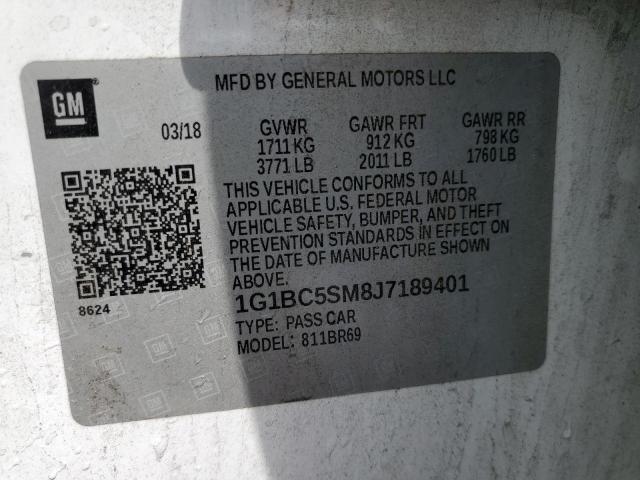 GM
MFD BY GENERAL MOTORS LLC
03/18
GVWR GAWR FRT GAWR RR
1711 KG 912 KG 798 KG
3771 LB 2011 LB 1760 LB
THIS VEHICLE CONFORMS TO ALL
APPLICABLE U.S. FEDERAL MOTOR
VEHICLE SAFETY, BUMPER, AND THEFT
PREVENTION STANDARDS IN EFFECT ON
THE DATE OF MANUFACTURE SHOWN
ABOVE.
8624
1G1BC5SM8J7189401
TYPE: PASS CAR
MODEL: 811BR69